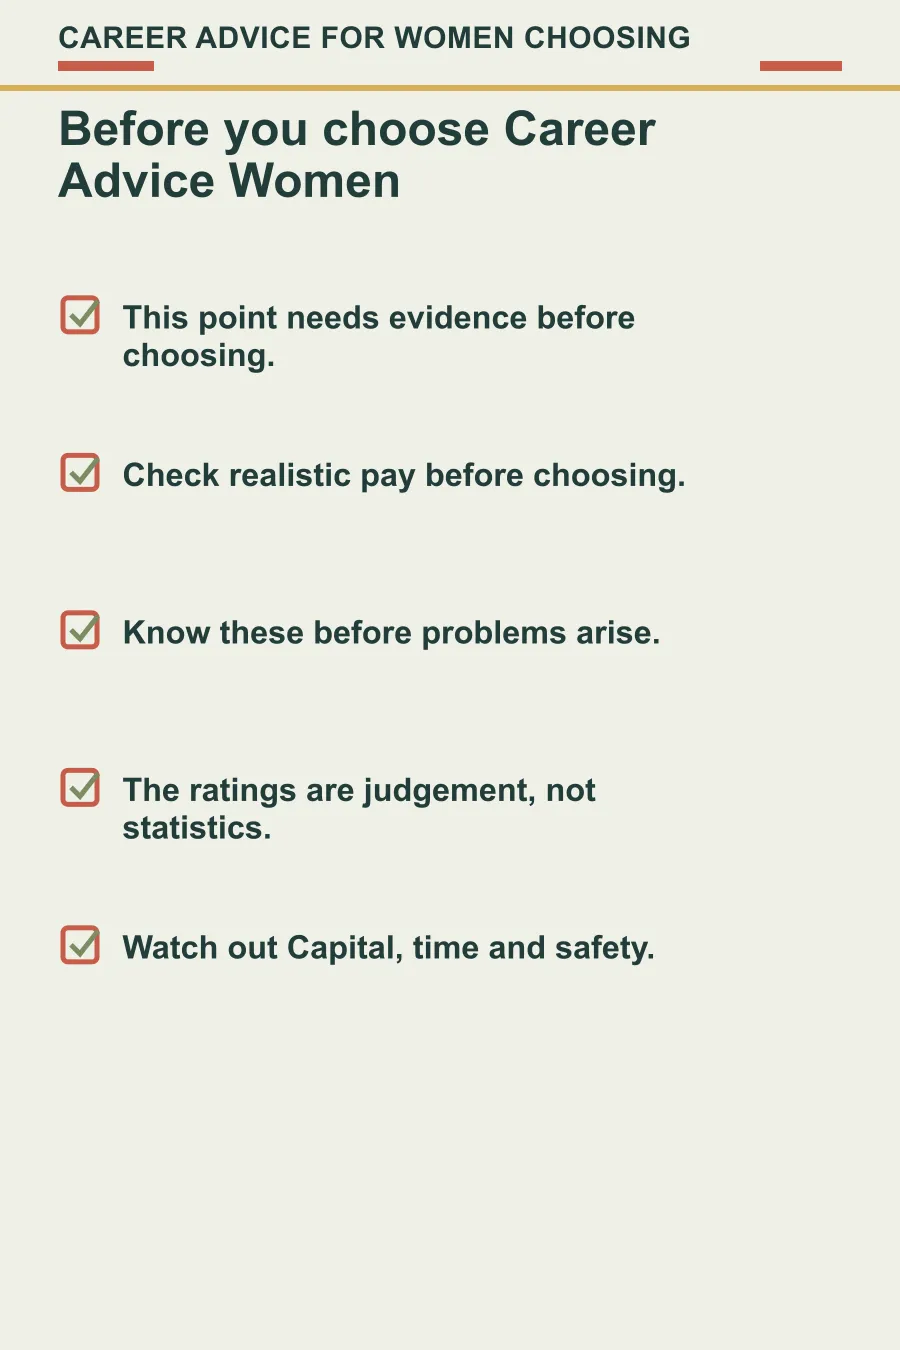 CAREER ADVICE FOR WOMEN CHOOSING
Before you choose Career
Advice Women
This point needs evidence before
choosing.
Check realistic pay before choosing.
Know these before problems arise.
The ratings are judgement, not
statistics.
Watch out Capital, time and safety.